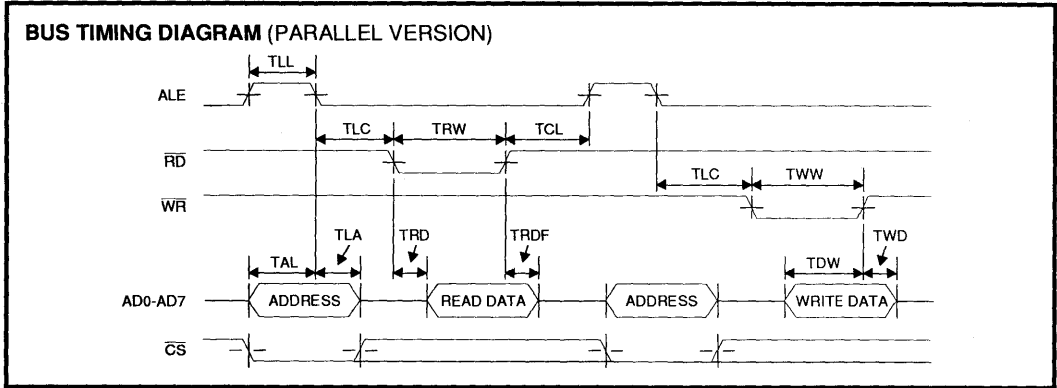 BUS TIMING DIAGRAM (PARALLEL VERSION)
TLL
ALE
TLC TRW TCL
RD
TLC TWW
WR
TLA TRD TRDF TWD
TAL TDW
AD0-AD7 ADDRESS READ DATA ADDRESS WRITE DATA
CS